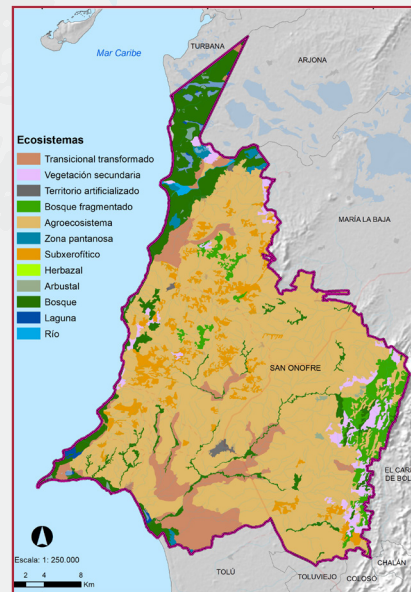 Mar Caribe
TURBANA
ARJONA
Ecosistemas
Transicional transformado
Vegetación secundaria
Territorio artificializado
Bosque fragmentado
Agroecosistema
Zona pantanosa
Subxerofítico
Herbazal
Arbustal
Bosque
Laguna
Río
MARÍA LA BAJA
SAN ONOFRE
EL CAR
DE BOL
Escala: 1: 250.000
2 4 8
Km
TOLÚ
TOLUVIEJO
COLOSÓ
CHALÁN